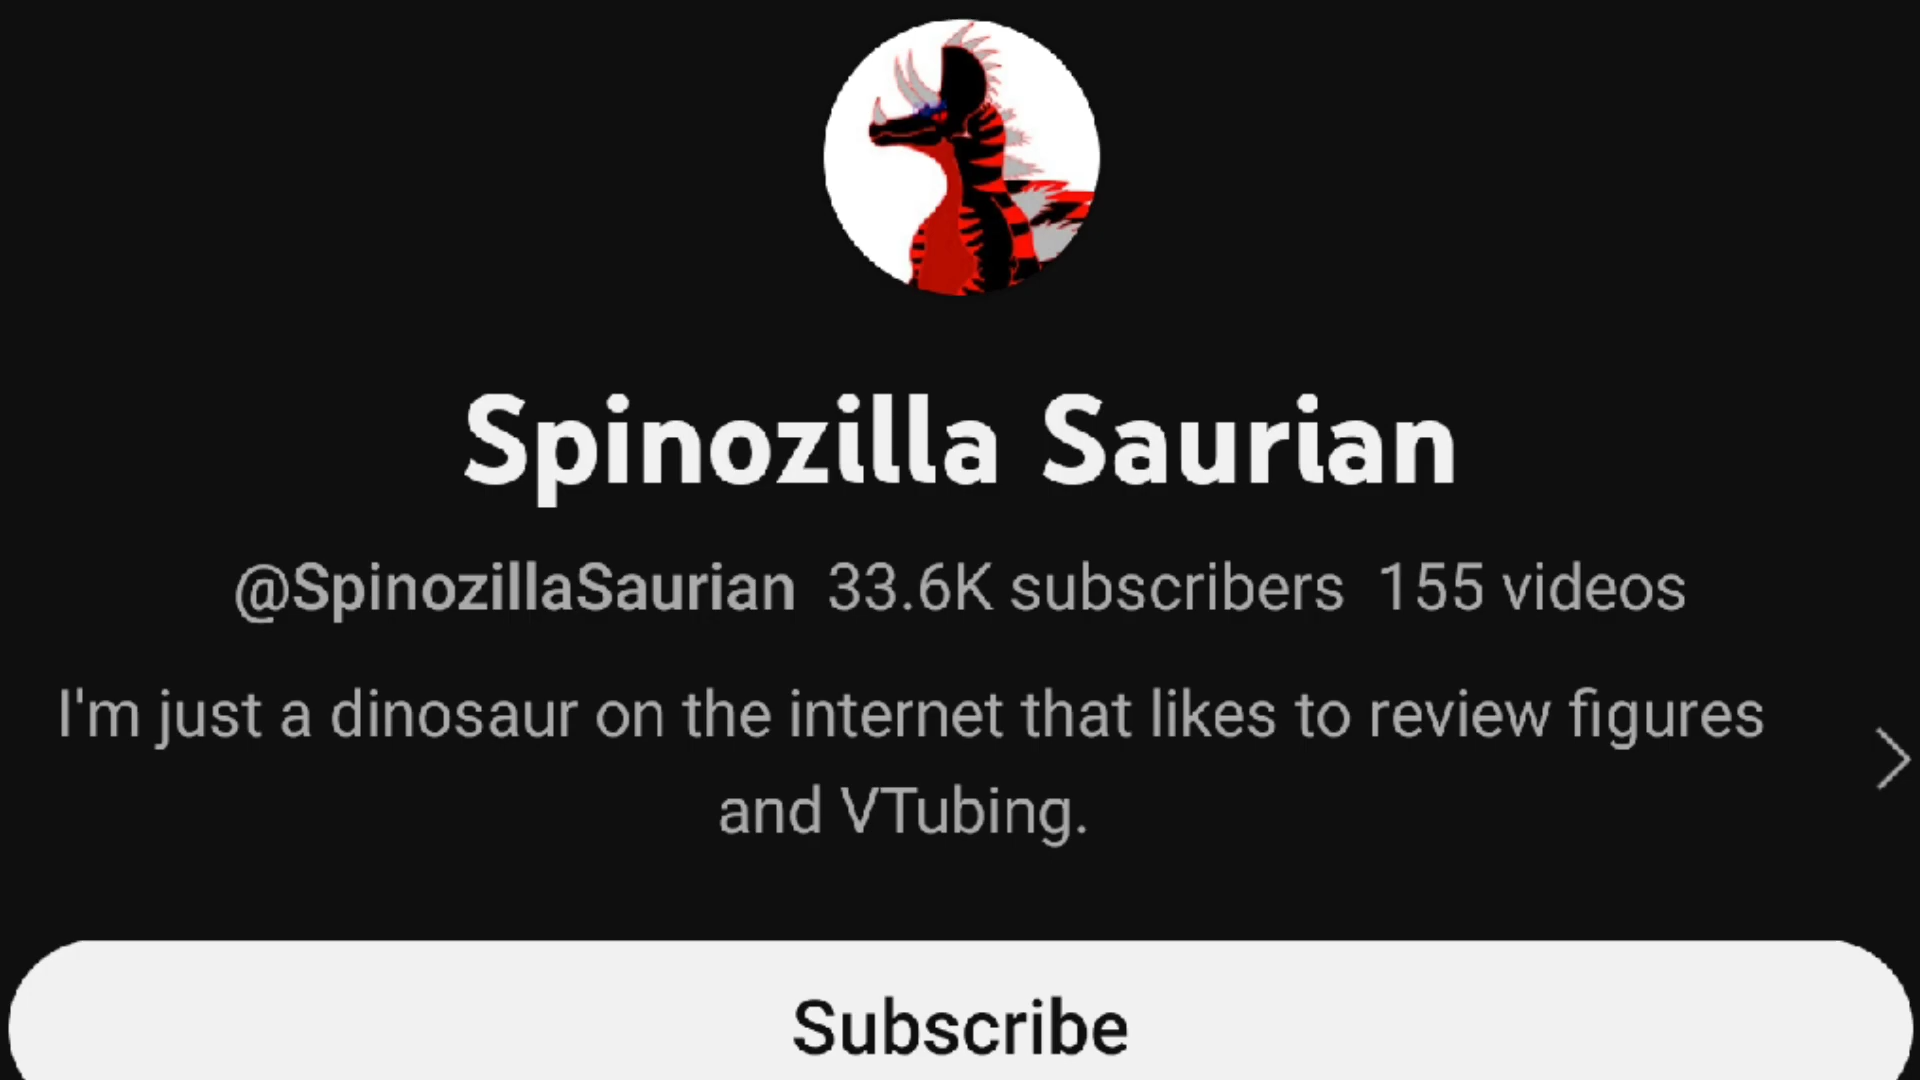 Spinozilla Saurian
@SpinozillaSaurian 33.6K subscribers 155 videos
I'm just a dinosaur on the internet that likes to review figures
and VTubing.
Subscribe